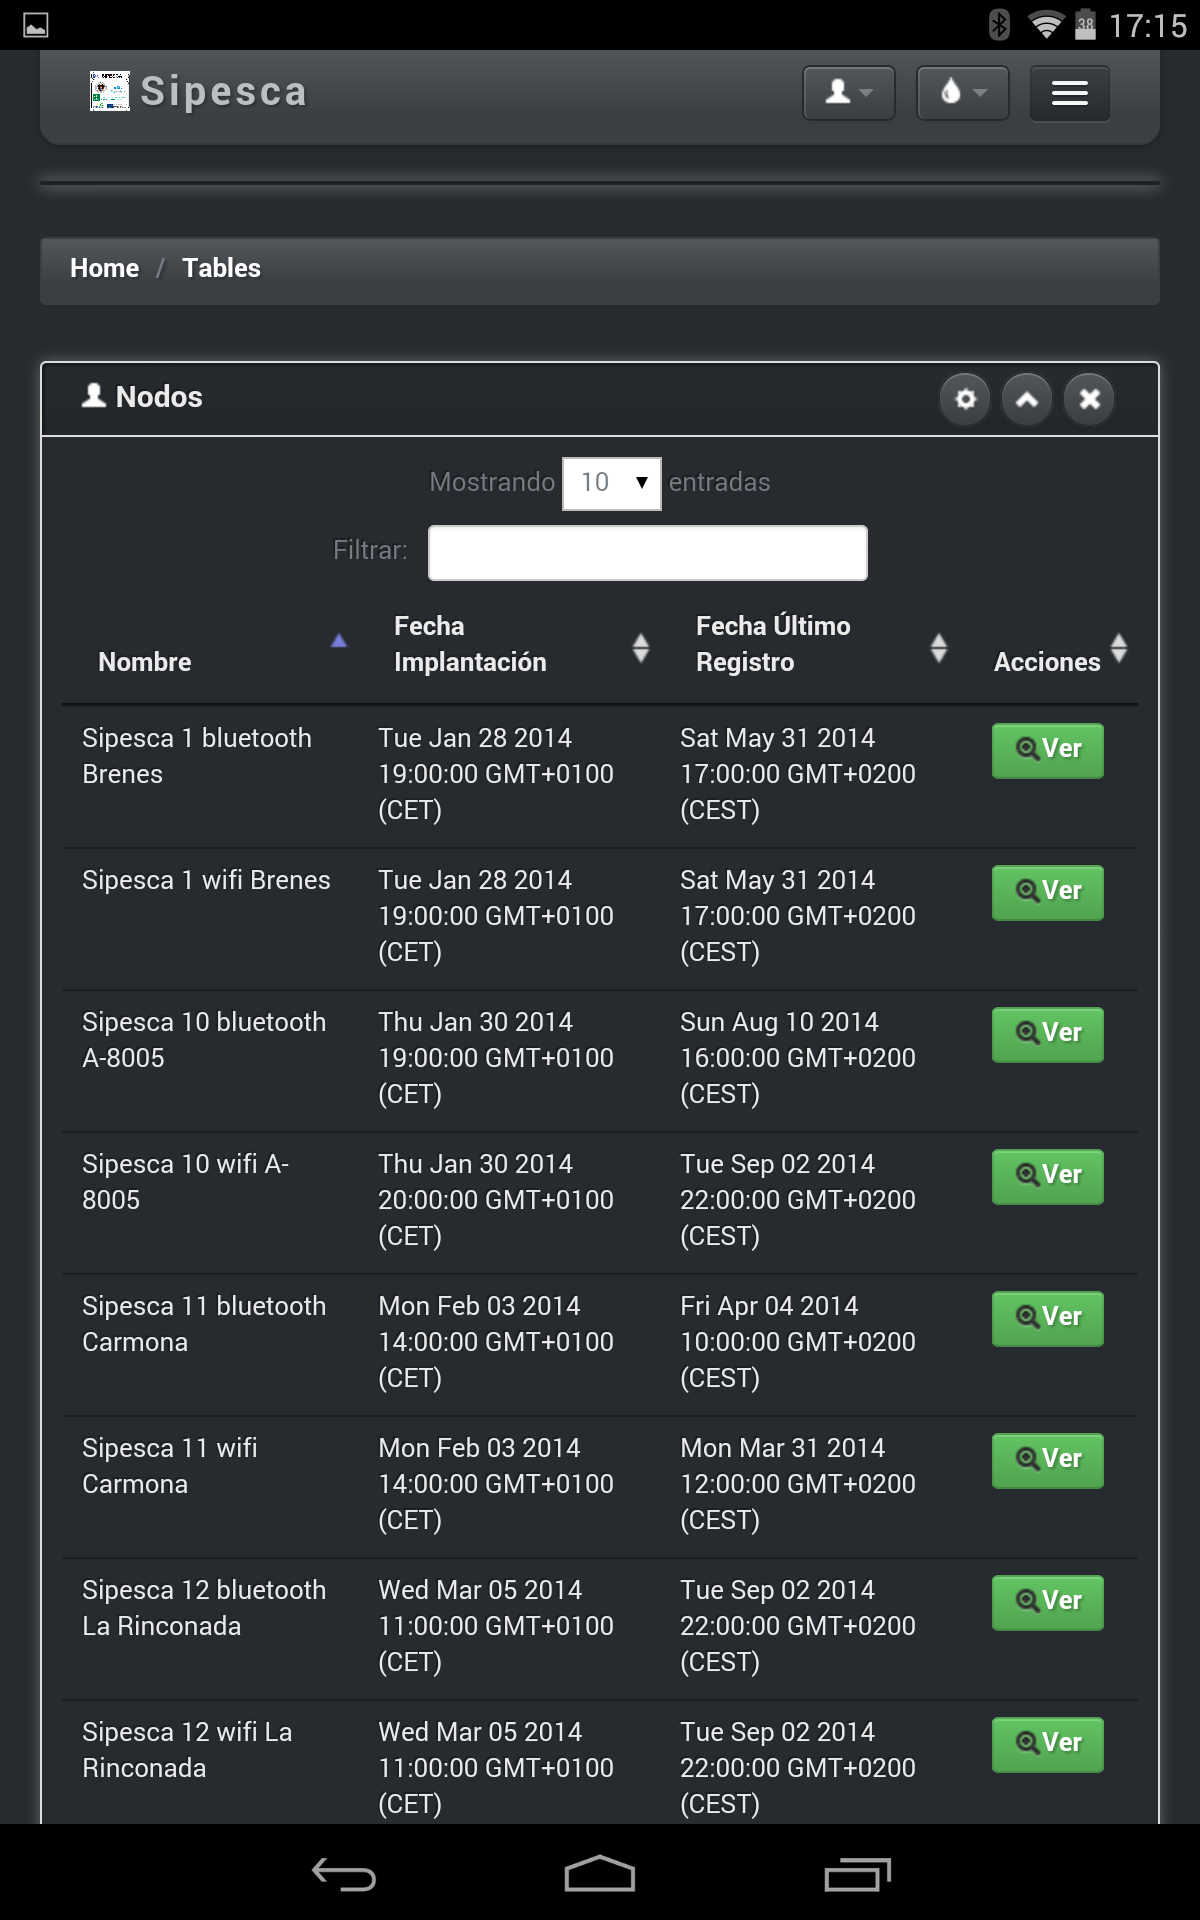 38 17:15
Sipesca
Home / Tables
Nodos
Mostrando 10 entradas
Filtrar:
Nombre
Fecha
Implantación
Fecha Último
Registro
Acciones
Sipesca 1 bluetooth
Brenes
Tue Jan 28 2014
19:00:00 GMT+0100
(CET)
Sat May 31 2014
17:00:00 GMT+0200
(CEST)
Ver
Sipesca 1 wifi Brenes
Tue Jan 28 2014
19:00:00 GMT+0100
(CET)
Sat May 31 2014
17:00:00 GMT+0200
(CEST)
Ver
Sipesca 10 bluetooth
A-8005
Thu Jan 30 2014
19:00:00 GMT+0100
(CET)
Sun Aug 10 2014
16:00:00 GMT+0200
(CEST)
Ver
Sipesca 10 wifi A-
8005
Thu Jan 30 2014
20:00:00 GMT+0100
(CET)
Tue Sep 02 2014
22:00:00 GMT+0200
(CEST)
Ver
Sipesca 11 bluetooth
Carmona
Mon Feb 03 2014
14:00:00 GMT+0100
(CET)
Fri Apr 04 2014
10:00:00 GMT+0200
(CEST)
Ver
Sipesca 11 wifi
Carmona
Mon Feb 03 2014
14:00:00 GMT+0100
(CET)
Mon Mar 31 2014
12:00:00 GMT+0200
(CEST)
Ver
Sipesca 12 bluetooth
La Rinconada
Wed Mar 05 2014
11:00:00 GMT+0100
(CET)
Tue Sep 02 2014
22:00:00 GMT+0200
(CEST)
Ver
Sipesca 12 wifi La
Rinconada
Wed Mar 05 2014
11:00:00 GMT+0100
(CET)
Tue Sep 02 2014
22:00:00 GMT+0200
(CEST)
Ver